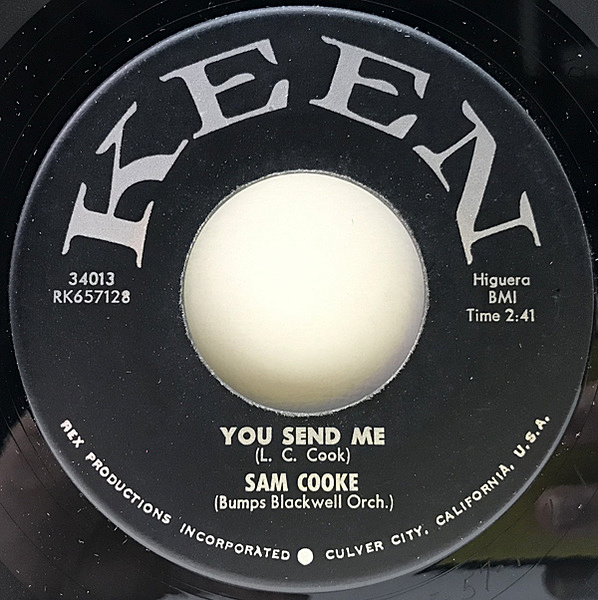 KEEN
34013
RK657128
Higuera
BMI
Time 2:41
YOU SEND ME
(L. C. Cook)
SAM COOKE
(Bumps Blackwell Orch.)
REX PRODUCTIONS INCORPORATED ● CULVER CITY, CALIFORNIA, U.S.A.